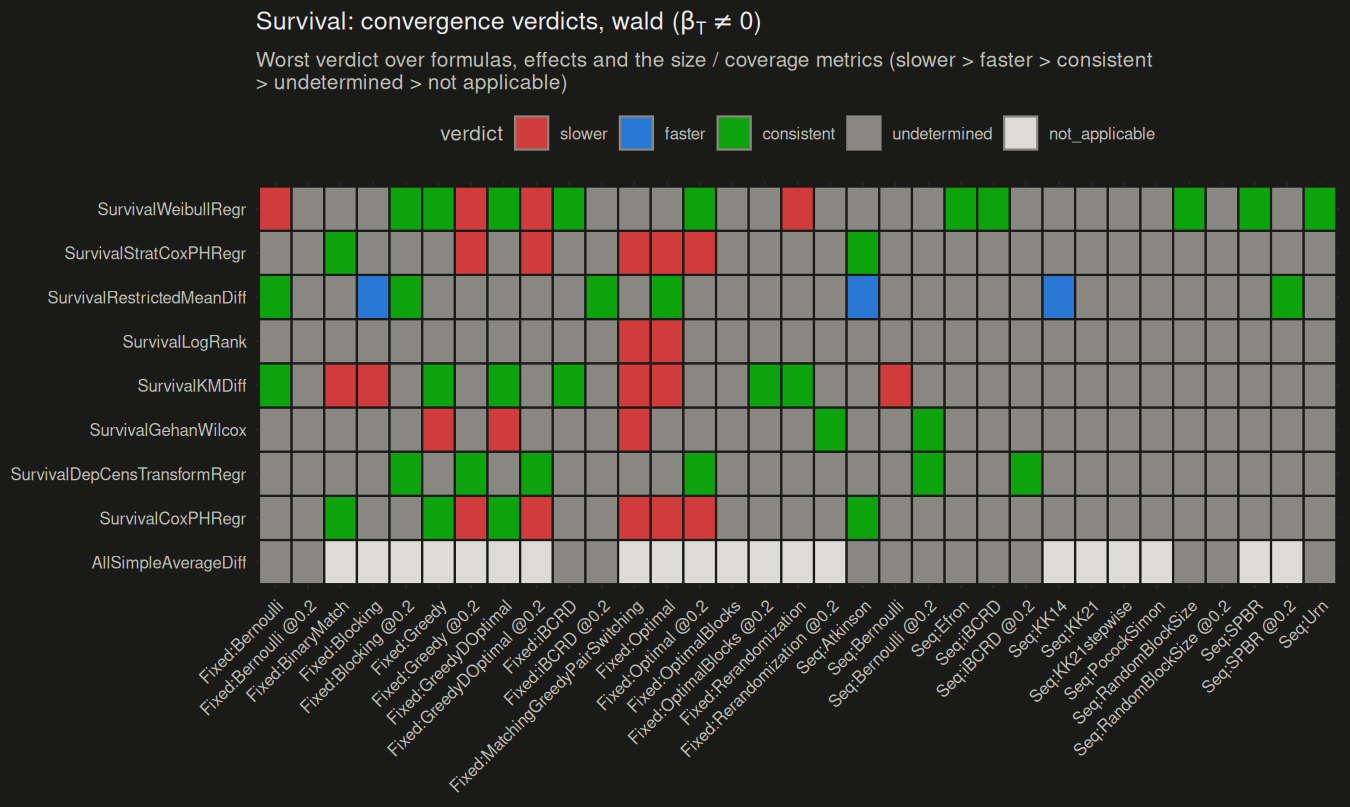 Survival: convergence verdicts, wald (βT ≠ 0)
Worst verdict over formulas, effects and the size / coverage metrics (slower > faster > consistent
> undetermined > not applicable)
verdict slower faster consistent undetermined not_applicable
SurvivalWeibullRegr
SurvivalStratCoxPHRegr
SurvivalRestrictedMeanDiff
SurvivalLogRank
SurvivalKMDiff
SurvivalGehanWilcox
SurvivalDepCensTransformRegr
SurvivalCoxPHRegr
AllSimpleAverageDiff
Fixed:Bernoulli
Fixed:Bernoulli @0.2
Fixed:BinaryMatch
Fixed:Blocking
Fixed:Blocking @0.2
Fixed:Greedy
Fixed:Greedy @0.2
Fixed:GreedyDOptimal
Fixed:GreedyDOptimal @0.2
Fixed:iBCRD
Fixed:iBCRD @0.2
Fixed:MatchingGreedyPairSwitching
Fixed:Optimal
Fixed:Optimal @0.2
Fixed:OptimalBlocks
Fixed:OptimalBlocks @0.2
Fixed:Rerandomization
Fixed:Rerandomization @0.2
Seq:Atkinson
Seq:Bernoulli
Seq:Bernoulli @0.2
Seq:Efron
Seq:iBCRD
Seq:iBCRD @0.2
Seq:KK14
Seq:KK21
Seq:KK21stepwise
Seq:PocockSimon
Seq:RandomBlockSize
Seq:RandomBlockSize @0.2
Seq:SPBR
Seq:SPBR @0.2
Seq:Urn